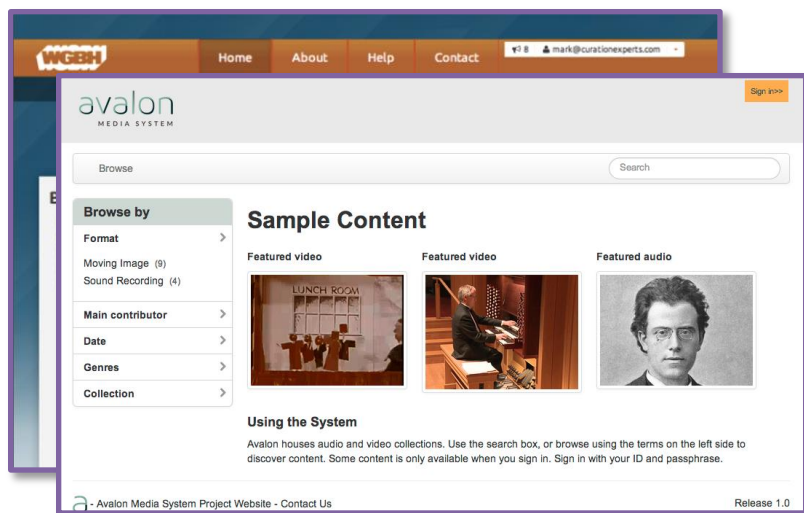 WGBH
Home About Help Contact 8 mark@curationexperts.com
avalon
MEDIA SYSTEM
Sign in>>
Browse
Search
Browse by
Format
Moving Image (9)
Sound Recording (4)
Main contributor
Date
Genres
Collection
Sample Content
Featured video Featured video Featured audio
LUNCH ROOM
Using the System
Avalon houses audio and video collections. Use the search box, or browse using the terms on the left side to
discover content. Some content is only available when you sign in. Sign in with your ID and passphrase.
a - Avalon Media System Project Website - Contact Us
Release 1.0